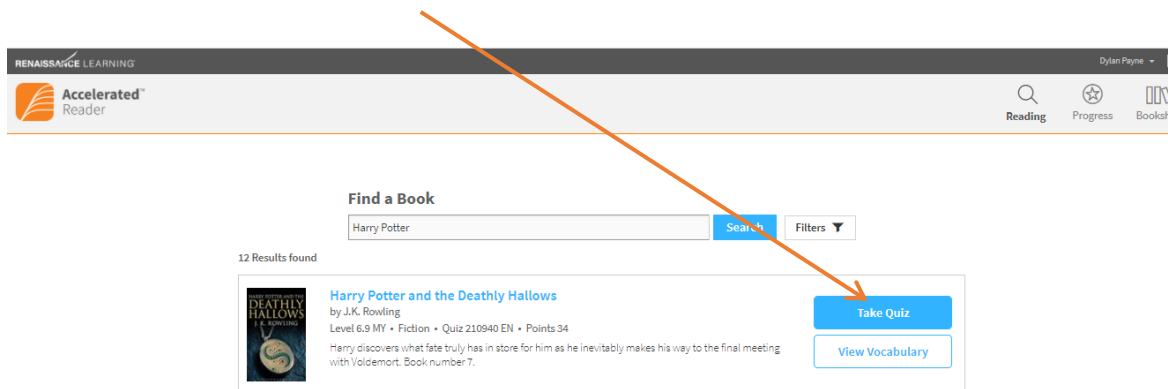 RENAISSANCE LEARNING
Dylan Payne
Accelerated™
Reader
Reading
Progress
Find a Book
Harry Potter
Search
Filters
12 Results found
HARRY POTTER AND THE
DEATHLY
HALLOWS
J. K. ROWLING
Harry Potter and the Deathly Hallows
by J.K. Rowling
Level 6.9 MY • Fiction • Quiz 210940 EN • Points 34
Harry discovers what fate truly has in store for him as he inevitably makes his way to the final meeting
with Voldemort. Book number 7.
Take Quiz
View Vocabulary